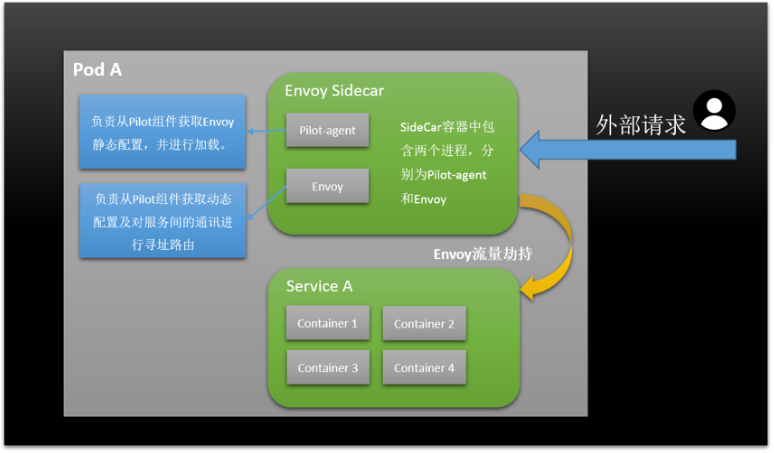 Pod A
Envoy Sidecar
负责从Pilot组件获取Envoy
静态配置，并进行加载。
Pilot-agent
SideCar容器中包
含两个进程，分
别为Pilot-agent
和Envoy
外部请求
Envoy
负责从Pilot组件获取动态
配置及对服务间的通讯进
行寻址路由
Envoy流量劫持
Service A
Container 1
Container 2
Container 3
Container 4